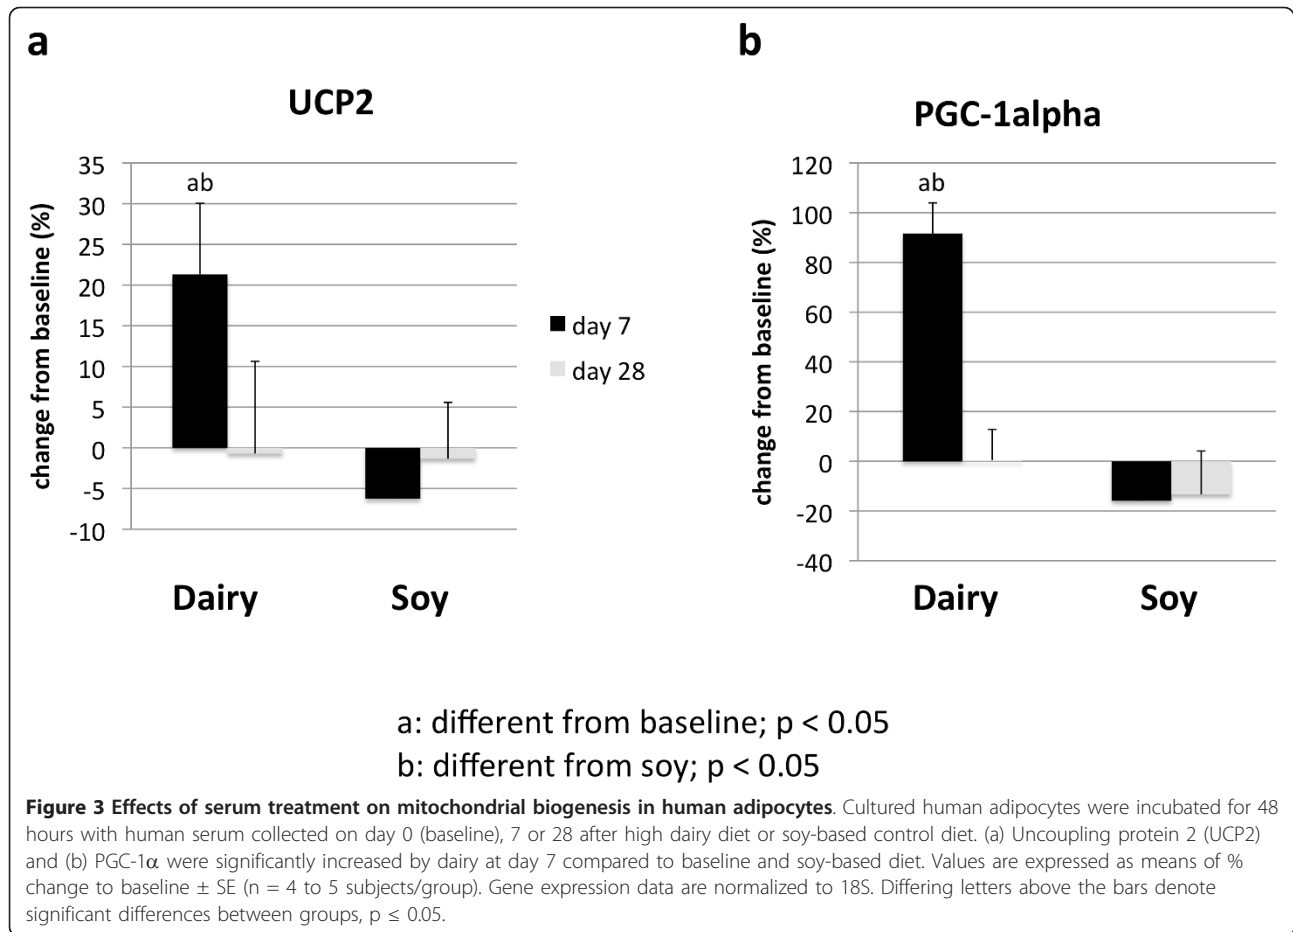 a
UCP2
change from baseline (%)
35
30
25
20
15
10
5
0
-5
-10
ab
Dairy
Soy
day 7
day 28
b
PGC-1alpha
change from baseline (%)
120
100
80
60
40
20
0
-20
-40
ab
Dairy
Soy
a: different from baseline; p < 0.05
b: different from soy; p < 0.05
Figure 3 Effects of serum treatment on mitochondrial biogenesis in human adipocytes. Cultured human adipocytes were incubated for 48
hours with human serum collected on day 0 (baseline), 7 or 28 after high dairy diet or soy-based control diet. (a) Uncoupling protein 2 (UCP2)
and (b) PGC-1α were significantly increased by dairy at day 7 compared to baseline and soy-based diet. Values are expressed as means of %
change to baseline ± SE (n = 4 to 5 subjects/group). Gene expression data are normalized to 18S. Differing letters above the bars denote
significant differences between groups, p ≤ 0.05.